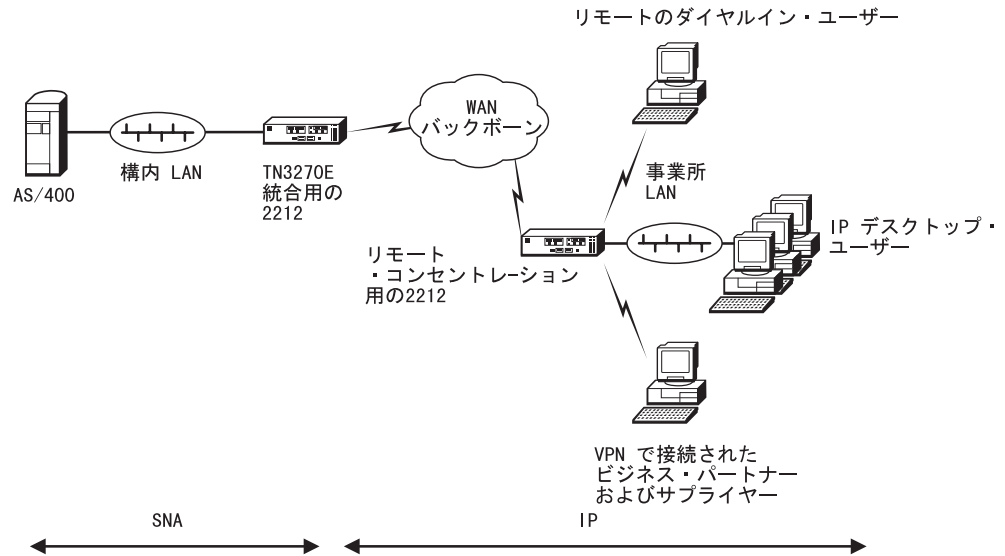 リモートのダイヤルイン・ユーザー
WAN
バックボーン
構内 LAN
TN3270E
統合用の
2212
AS/400
事業所
LAN
IP デスクトップ・
ユーザー
リモート
・コンセントレーション
用の2212
VPN で接続された
ビジネス・パートナー
およびサプライヤー
SNA
IP